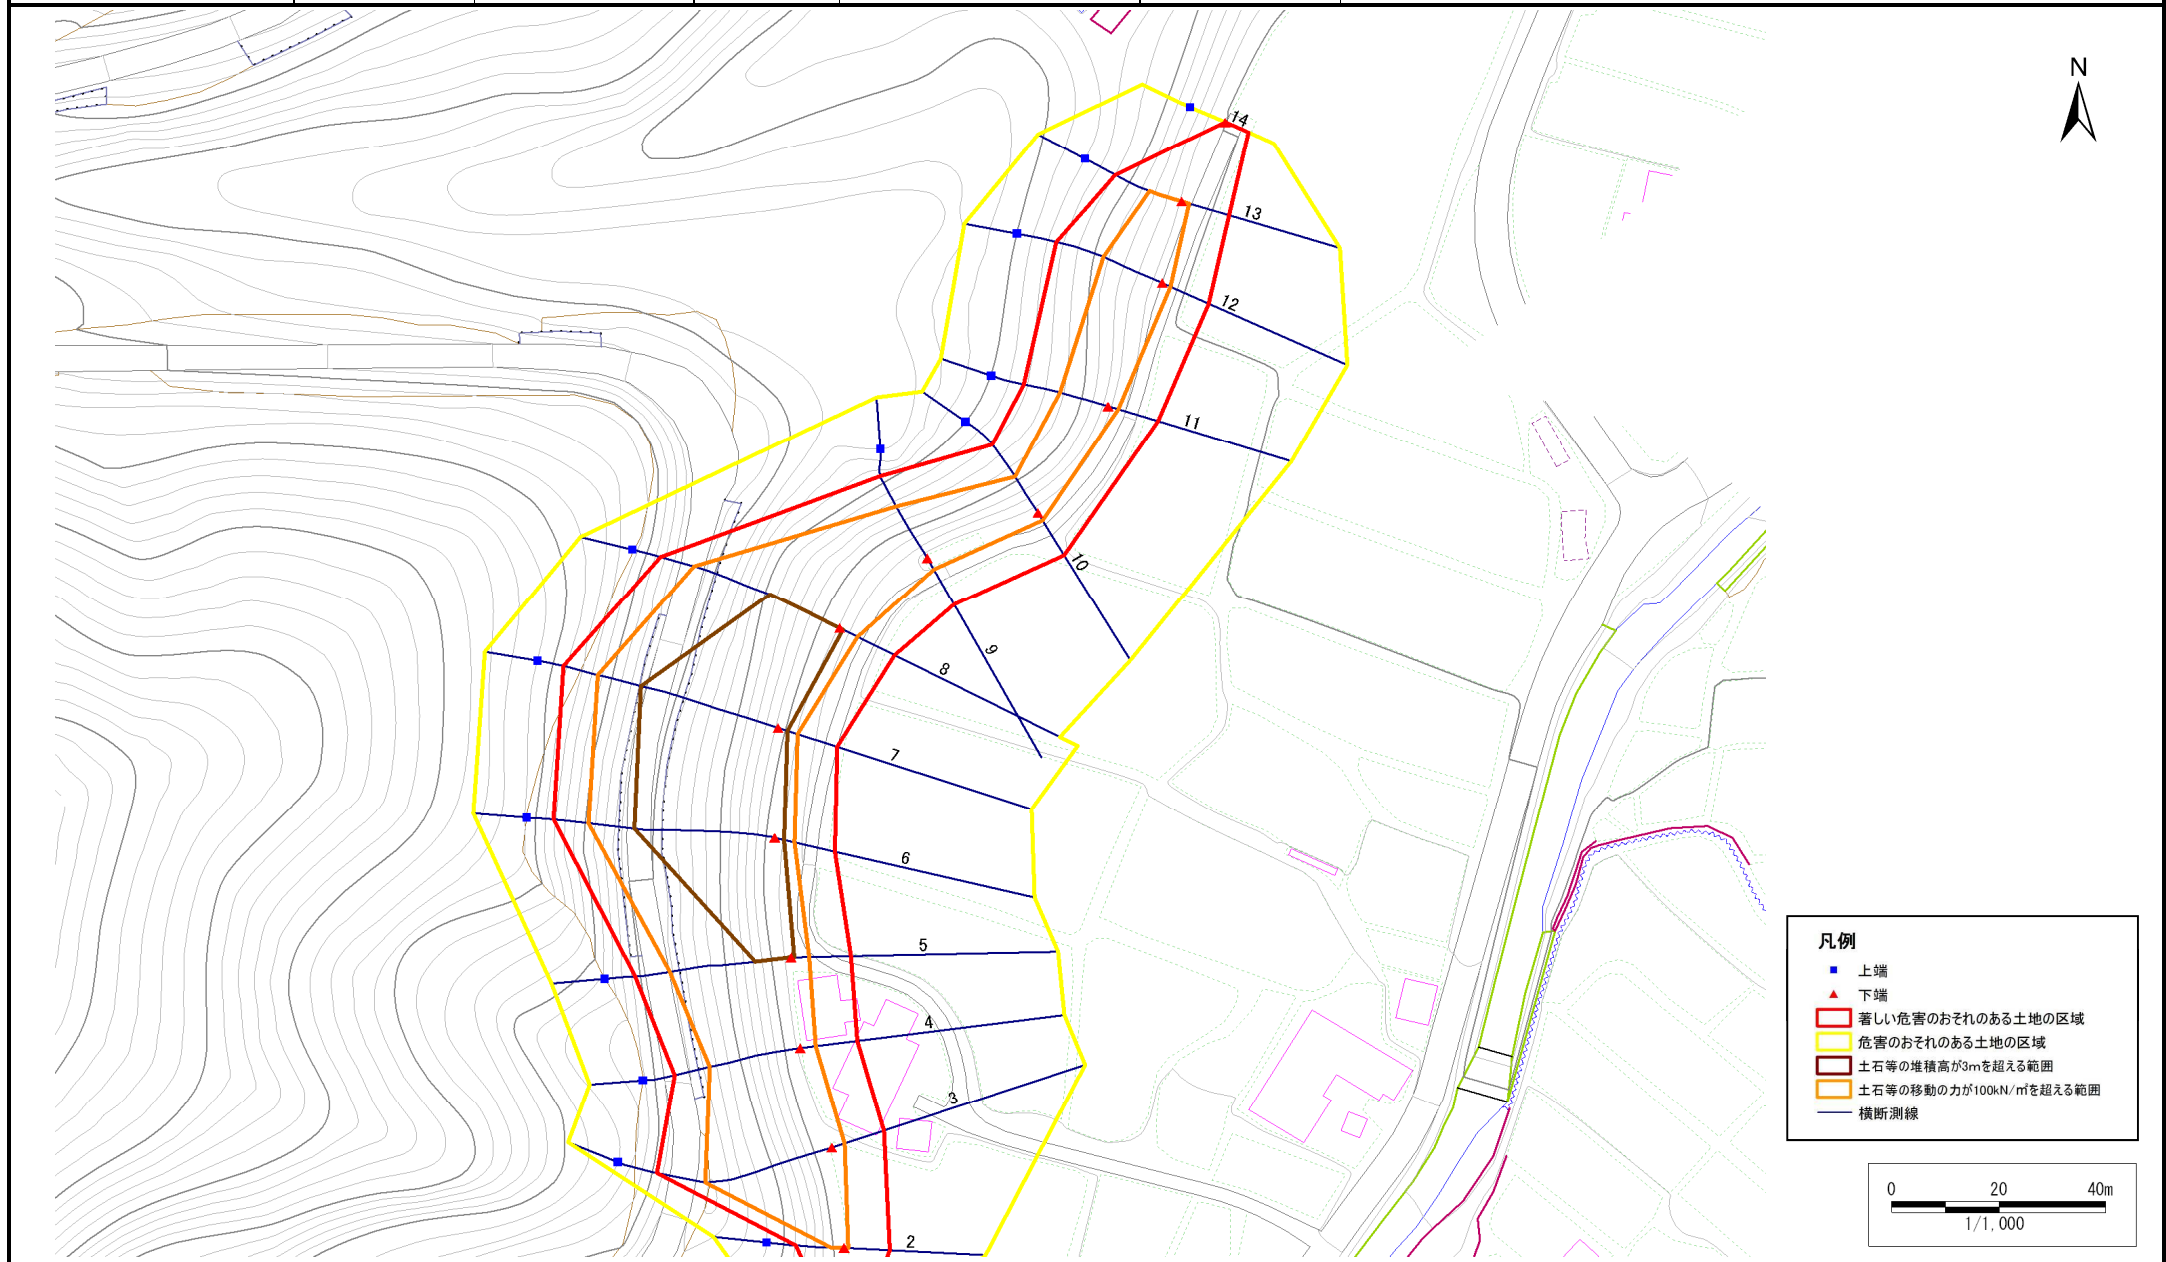 N
14
13
12
11
10
9
8
7
6
5
4
3
2
凡例
上端
下端
著しい危害のおそれのある土地の区域
危害のおそれのある土地の区域
土石等の堆積高が3mを超える範囲
土石等の移動の力が100kN/㎡を超える範囲
横断測線
0 20 40m
1/1,000